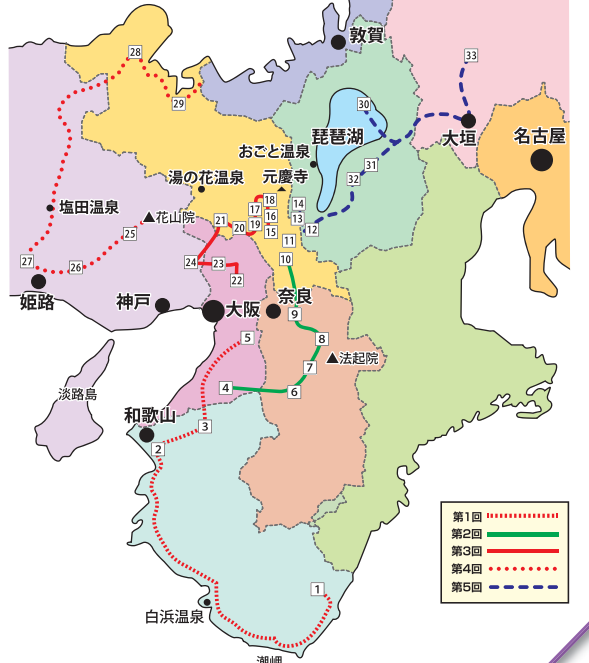 敦賀
33
28
29
30
琵琶湖
大垣
名古屋
おごと温泉
31
湯の花温泉
元慶寺
32
塩田温泉
18
17
14
花山院
16
13
21
20
19
15
12
25
11
27
26
24
23
10
22
姫路
神戸
大阪
奈良
9
5
8
法起院
7
淡路島
4
6
和歌山
3
2
第1回
第2回
第3回
第4回
第5回
1
白浜温泉
潮岬